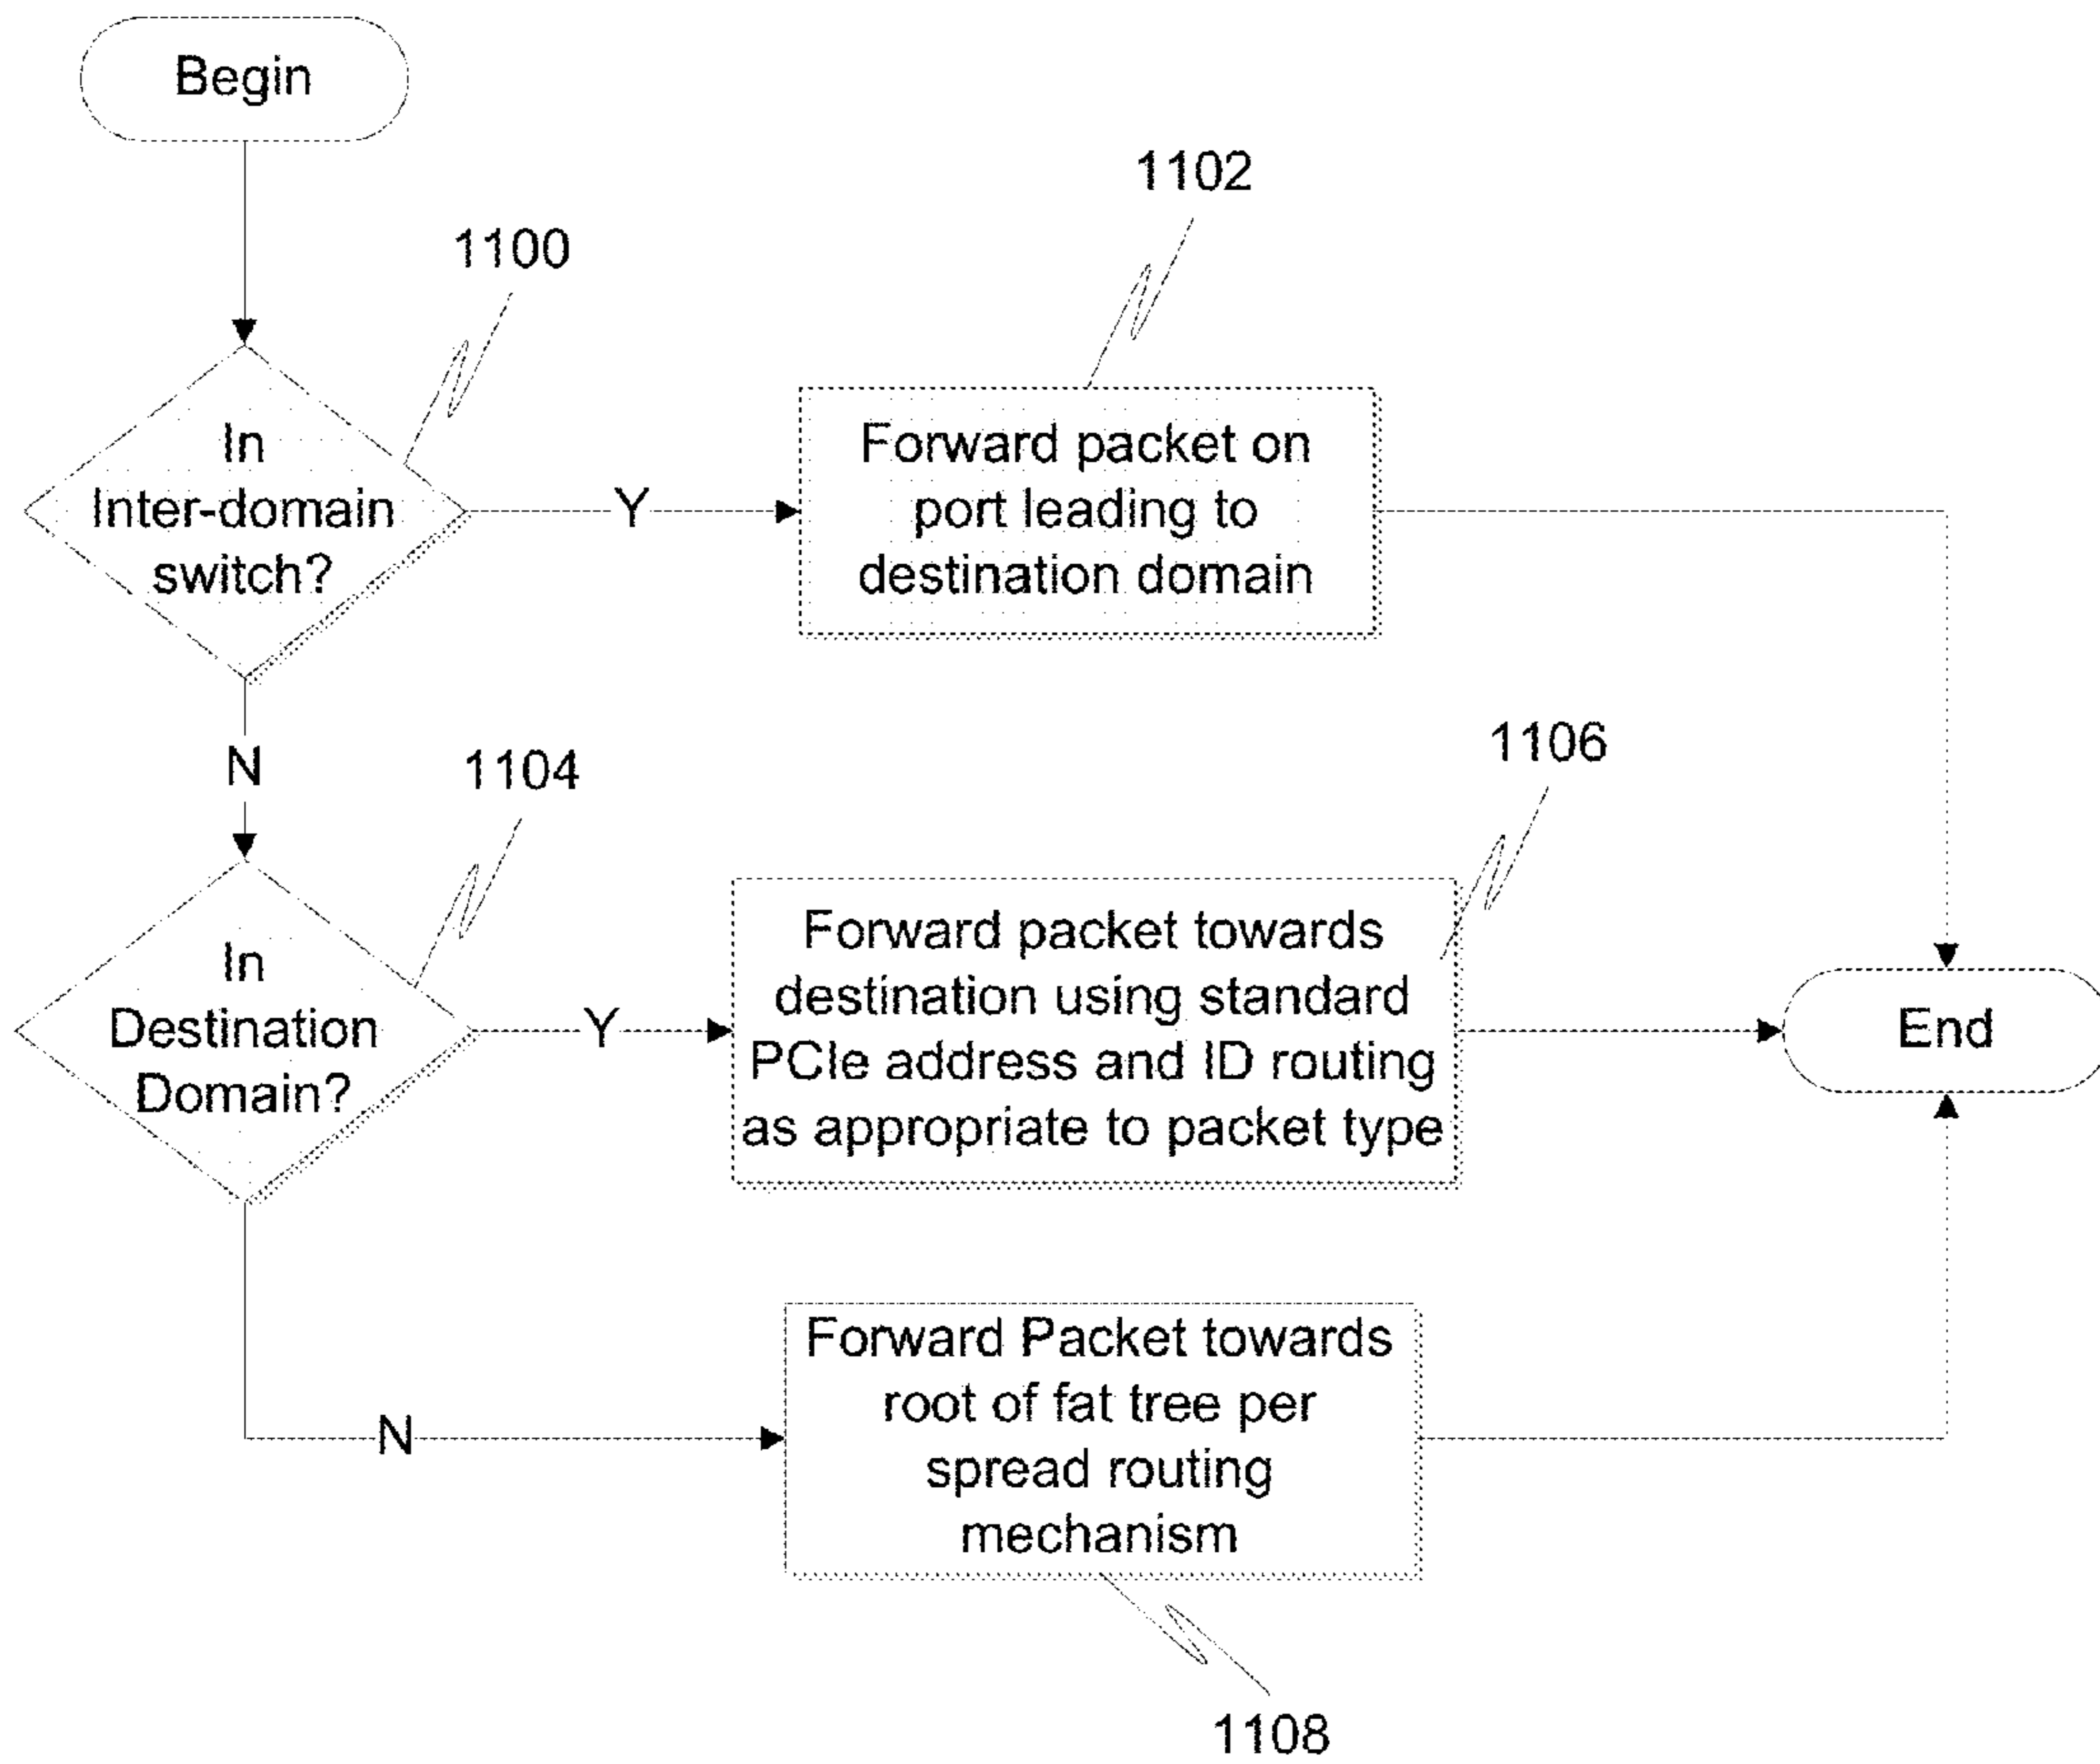 Begin
1100
1102
In
Inter-domain
switch?
Y
Forward packet on
port leading to
destination domain
N
1104
1106
In
Destination
Domain?
Y
Forward packet towards
destination using standard
PCIe address and ID routing
as appropriate to packet type
End
N
Forward Packet towards
root of fat tree per
spread routing
mechanism
1108